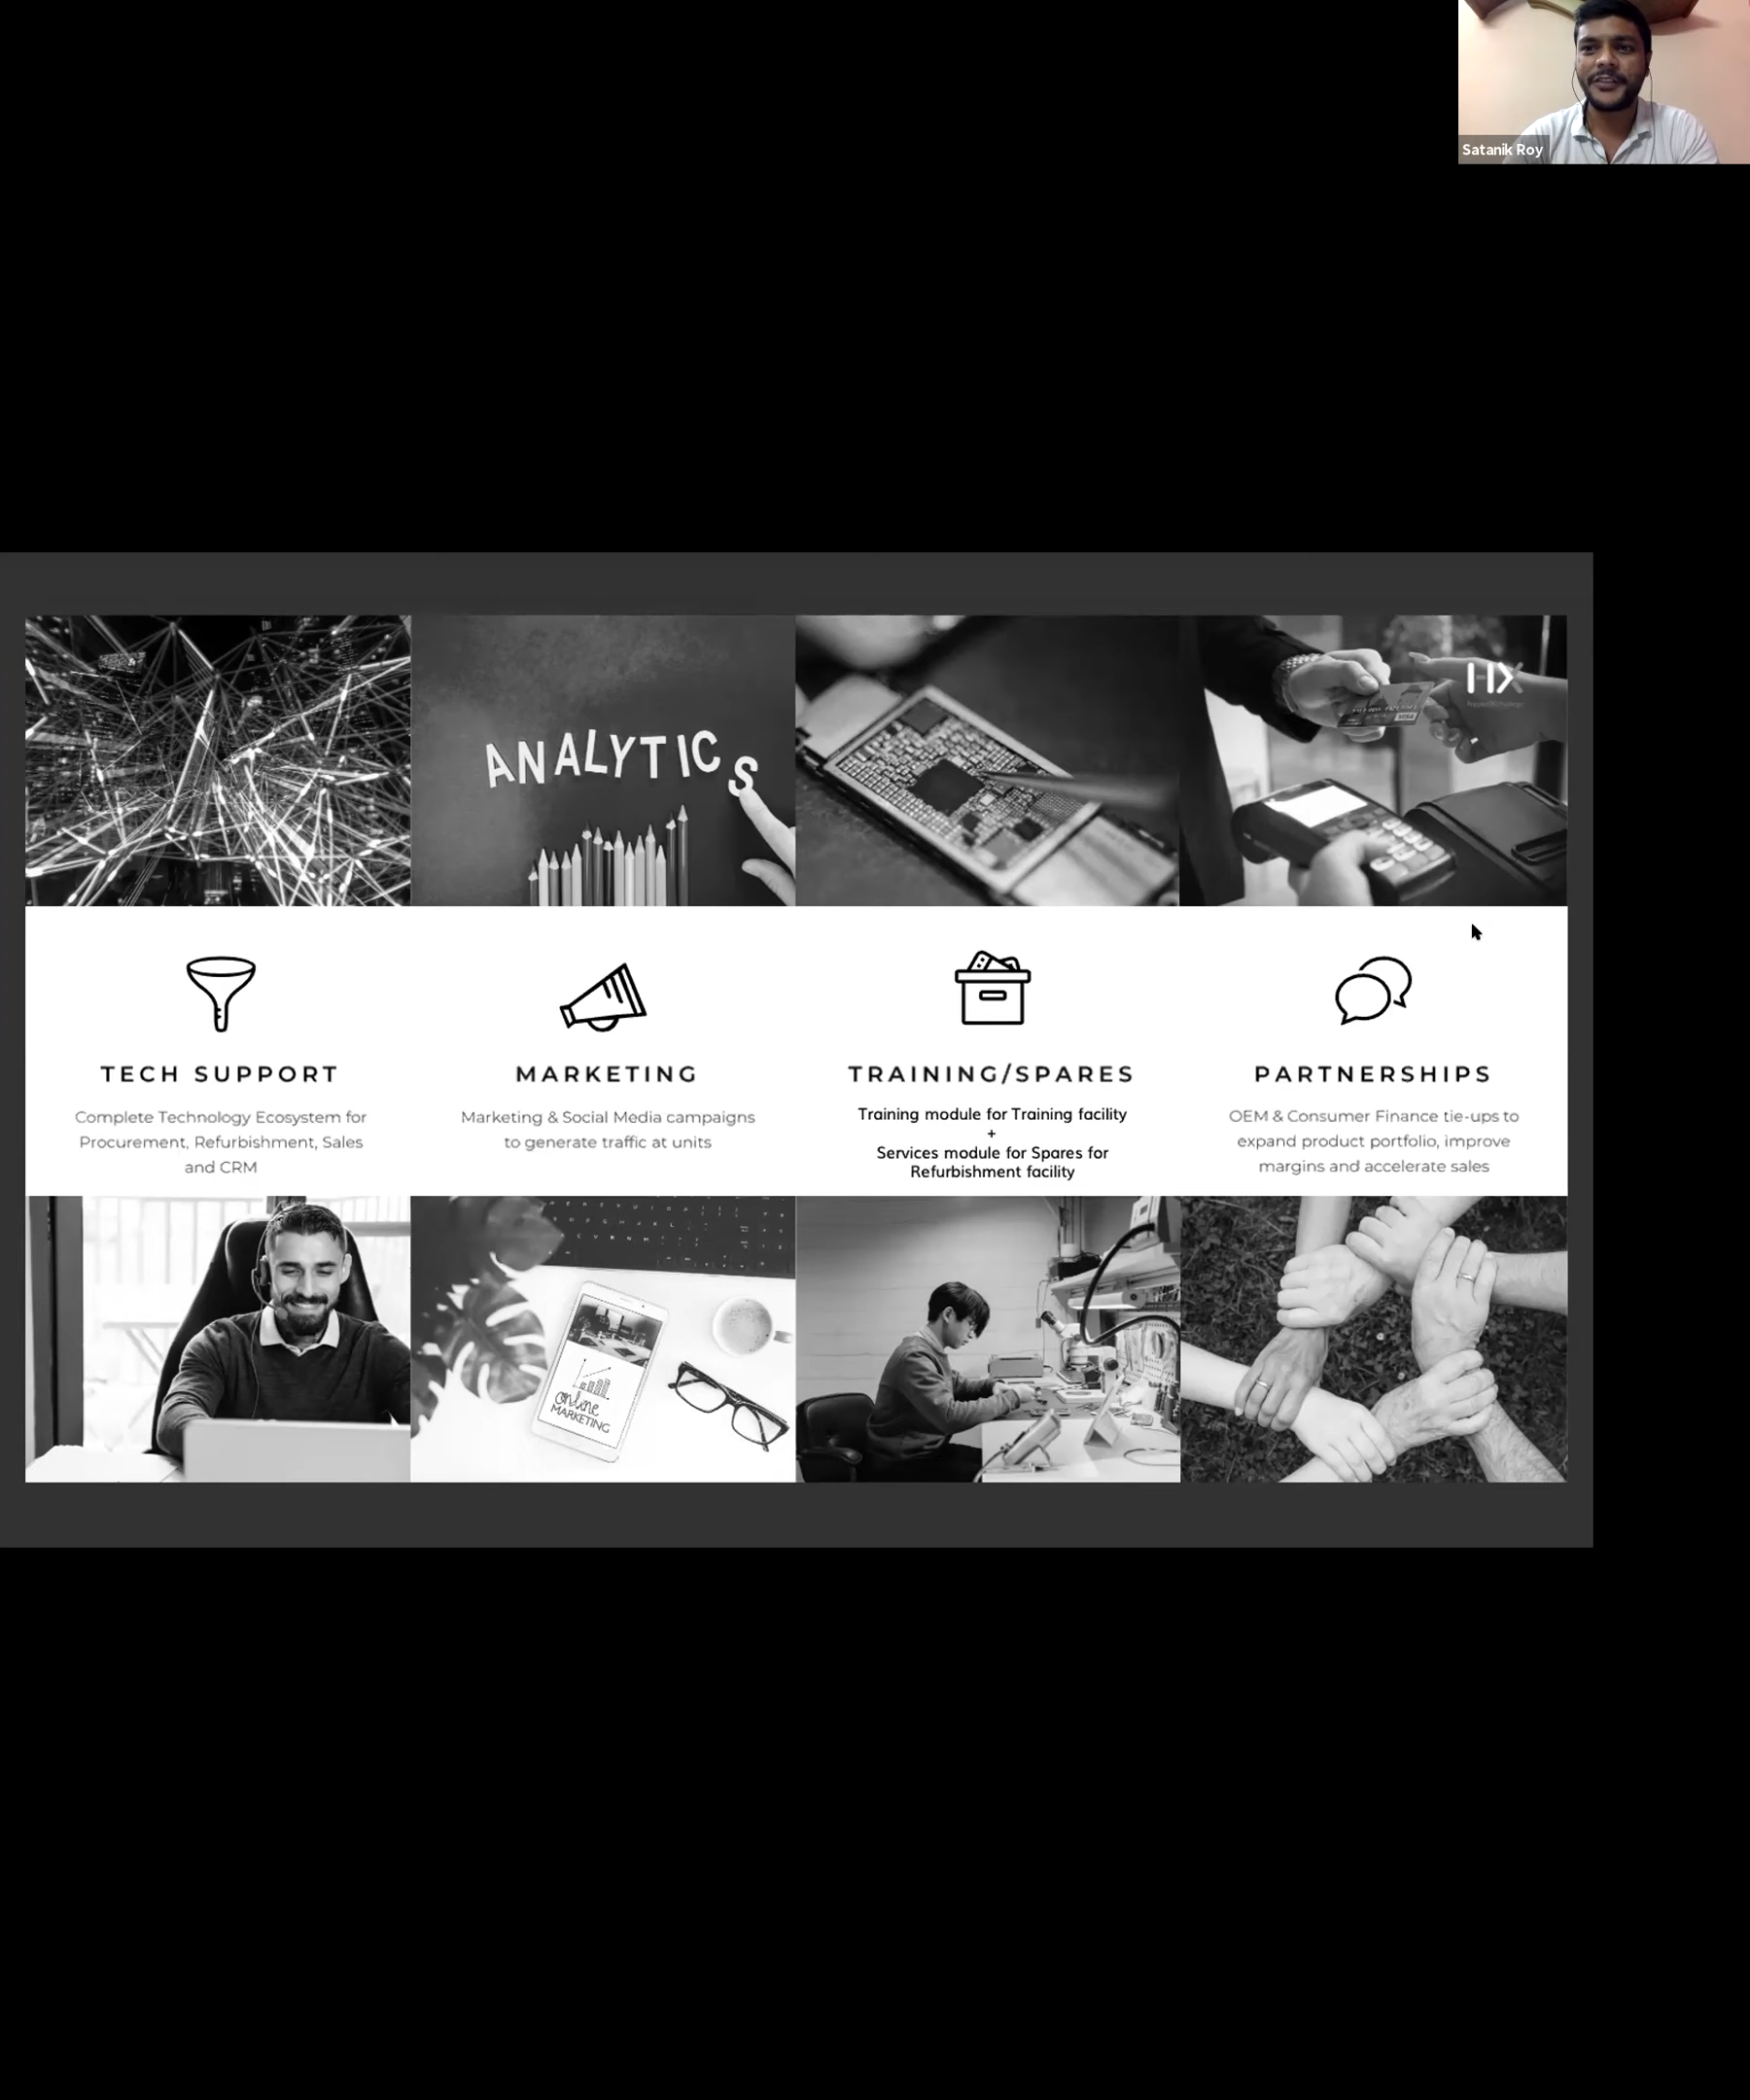 Satanik Roy
ANALYTICS
HX
TECH SUPPORT
Complete Technology Ecosystem for
Procurement, Refurbishment, Sales
and CRM
MARKETING
Marketing & Social Media campaigns
to generate traffic at units
TRAINING/SPARES
Training module for Training facility
+
Services module for Spares for
Refurbishment facility
PARTNERSHIPS
OEM & Consumer Finance tie-ups to
expand product portfolio, improve
margins and accelerate sales
online
MARKETING